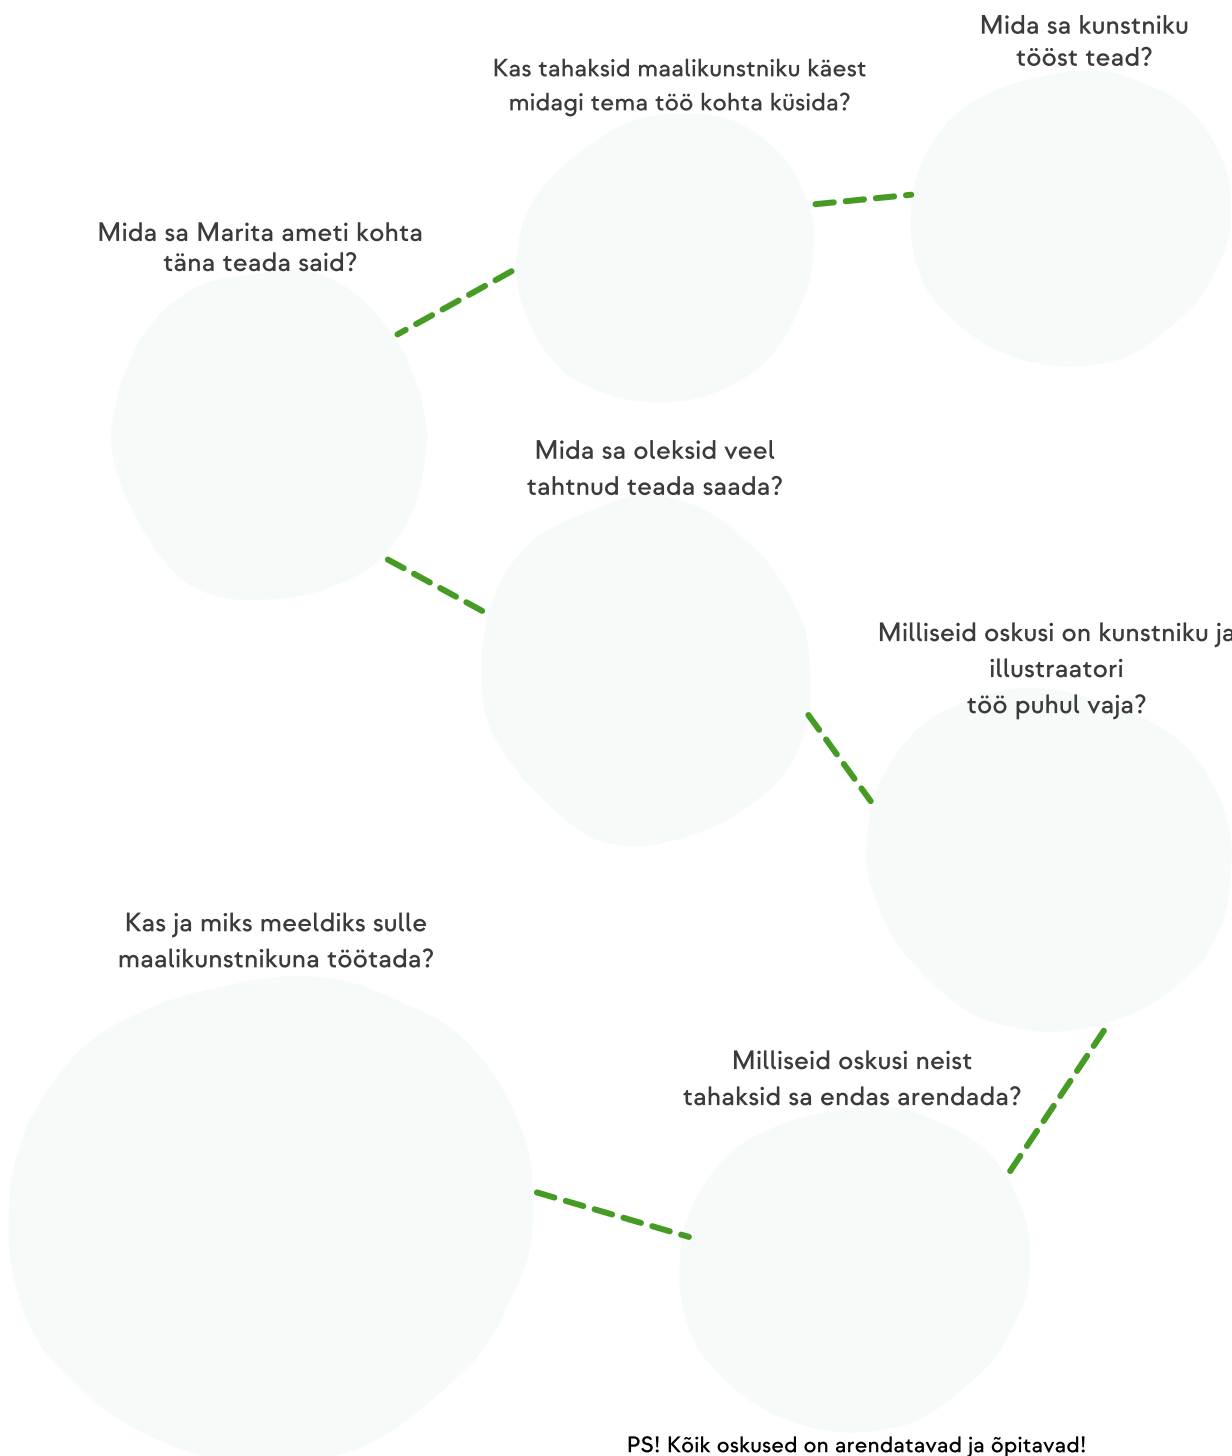 Mida sa kunstniku
tööst tead?
Kas tahaksid maalikunstniku käest
midagi tema töö kohta küsida?
Mida sa Marita ameti kohta
täna teada said?
Mida sa oleksid veel
tahtnud teada saada?
Milliseid oskusi on kunstniku ja
illustraatori
töö puhul vaja?
Milliseid oskusi neist
tahaksid sa endas arendada?
Kas ja miks meeldiks sulle
maalikunstnikuna töötada?
PS! Kõik oskused on arendatavad ja õpitavad!